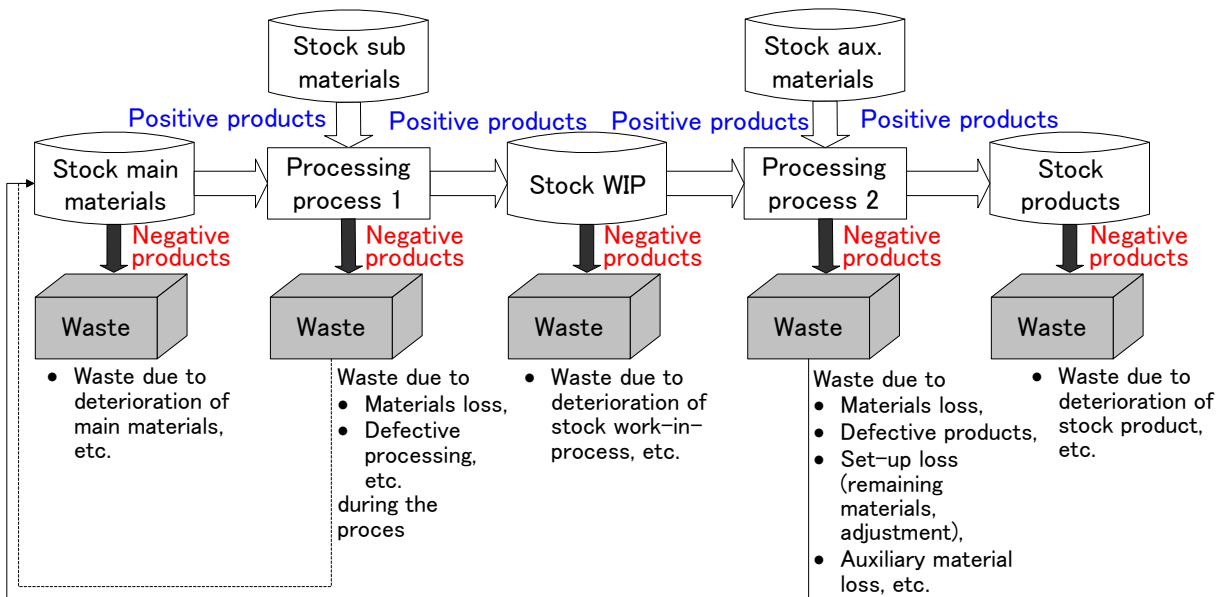 Stock sub
materials
Stock aux.
materials
Positive products
Positive products
Positive products
Positive products
Stock main
materials
Processing
process 1
Stock WIP
Processing
process 2
Stock
products
Negative
products
Negative
products
Negative
products
Negative
products
Negative
products
Waste
Waste
Waste
Waste
Waste
• Waste due to
deterioration of
main materials,
etc.
Waste due to
• Materials loss,
• Defective
processing,
etc.
during the
proces
• Waste due to
deterioration of
stock work-in-
process, etc.
Waste due to
• Materials loss,
• Defective products,
• Set-up loss
(remaining
materials,
adjustment),
• Auxiliary material
loss, etc.
• Waste due to
deterioration of
stock product,
etc.